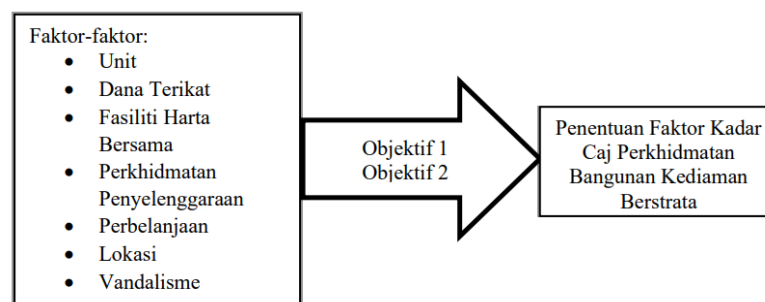 Faktor-faktor:
• Unit
• Dana Terikat
• Fasiliti Harta
Bersama
• Perkhidmatan
Penyelenggaraan
• Perbelanjaan
• Lokasi
• Vandalisme
Objektif 1
Objektif 2
Penentuan Faktor Kadar
Caj Perkhidmatan
Bangunan Kediaman
Berstrata